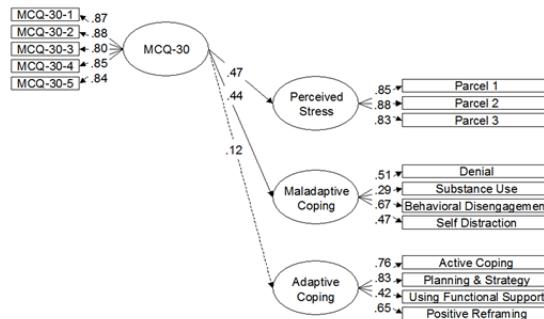 MCQ-30-1
.87
MCQ-30-2
.88
MCQ-30-3
.80
MCQ-30-4
.85
MCQ-30-5
.84
MCQ-30
.47
.44
.12
Perceived
Stress
.85
Parcel 1
.88
Parcel 2
.83
Parcel 3
Maladaptive
Coping
.51
Denial
.29
Substance Use
.67
Behavioral Disengagement
.47
Self Distraction
Adaptive
Coping
.76
Active Coping
.83
Planning & Strategy
.42
Using Functional Support
.65
Positive Reframing